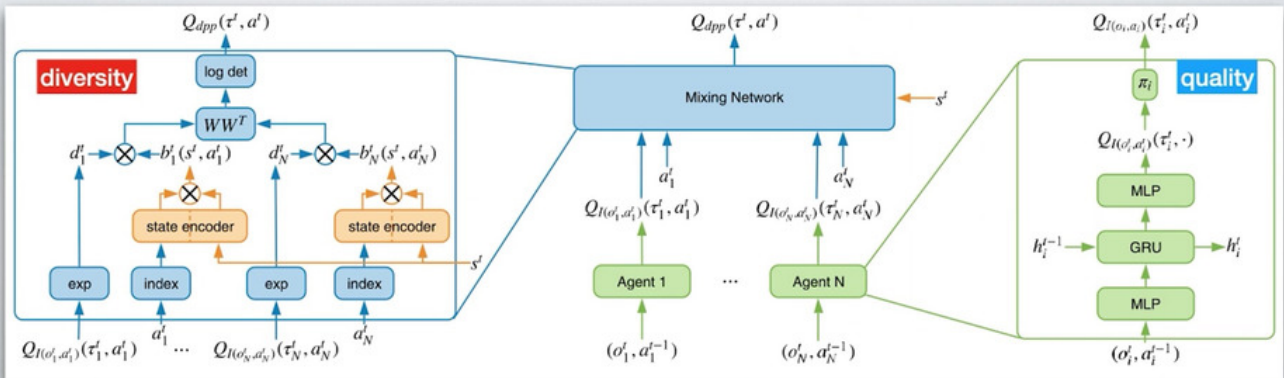 Q_{dpp}(τ^t, a^t)
diversity
log det
WW^T
d_1^t
b_1^t(s^t, a_1^t)
d_N^t
b_N^t(s^t, a_N^t)
state encoder
state encoder
s^t
exp
index
exp
index
Q_{I(o_1^t,a_1^t)}(τ_1^t, a_1^t)
a_1^t
...
Q_{I(o_N^t,a_N^t)}(τ_N^t, a_N^t)
a_N^t
Q_{dpp}(τ^t, a^t)
Mixing Network
s^t
a_1^t
a_N^t
Q_{I(o_1^t,a_1^t)}(τ_1^t, a_1^t)
Q_{I(o_N^t,a_N^t)}(τ_N^t, a_N^t)
Agent 1
...
Agent N
(o_1^t, a_1^{t-1})
(o_N^t, a_N^{t-1})
Q_{I(o_i,a_i)}(τ_i^t, a_i^t)
quality
π_i
Q_{I(o_i^t,a_i^t)}(τ_i^t, ·)
MLP
h_i^{t-1}
GRU
h_i^t
MLP
(o_i^t, a_i^{t-1})